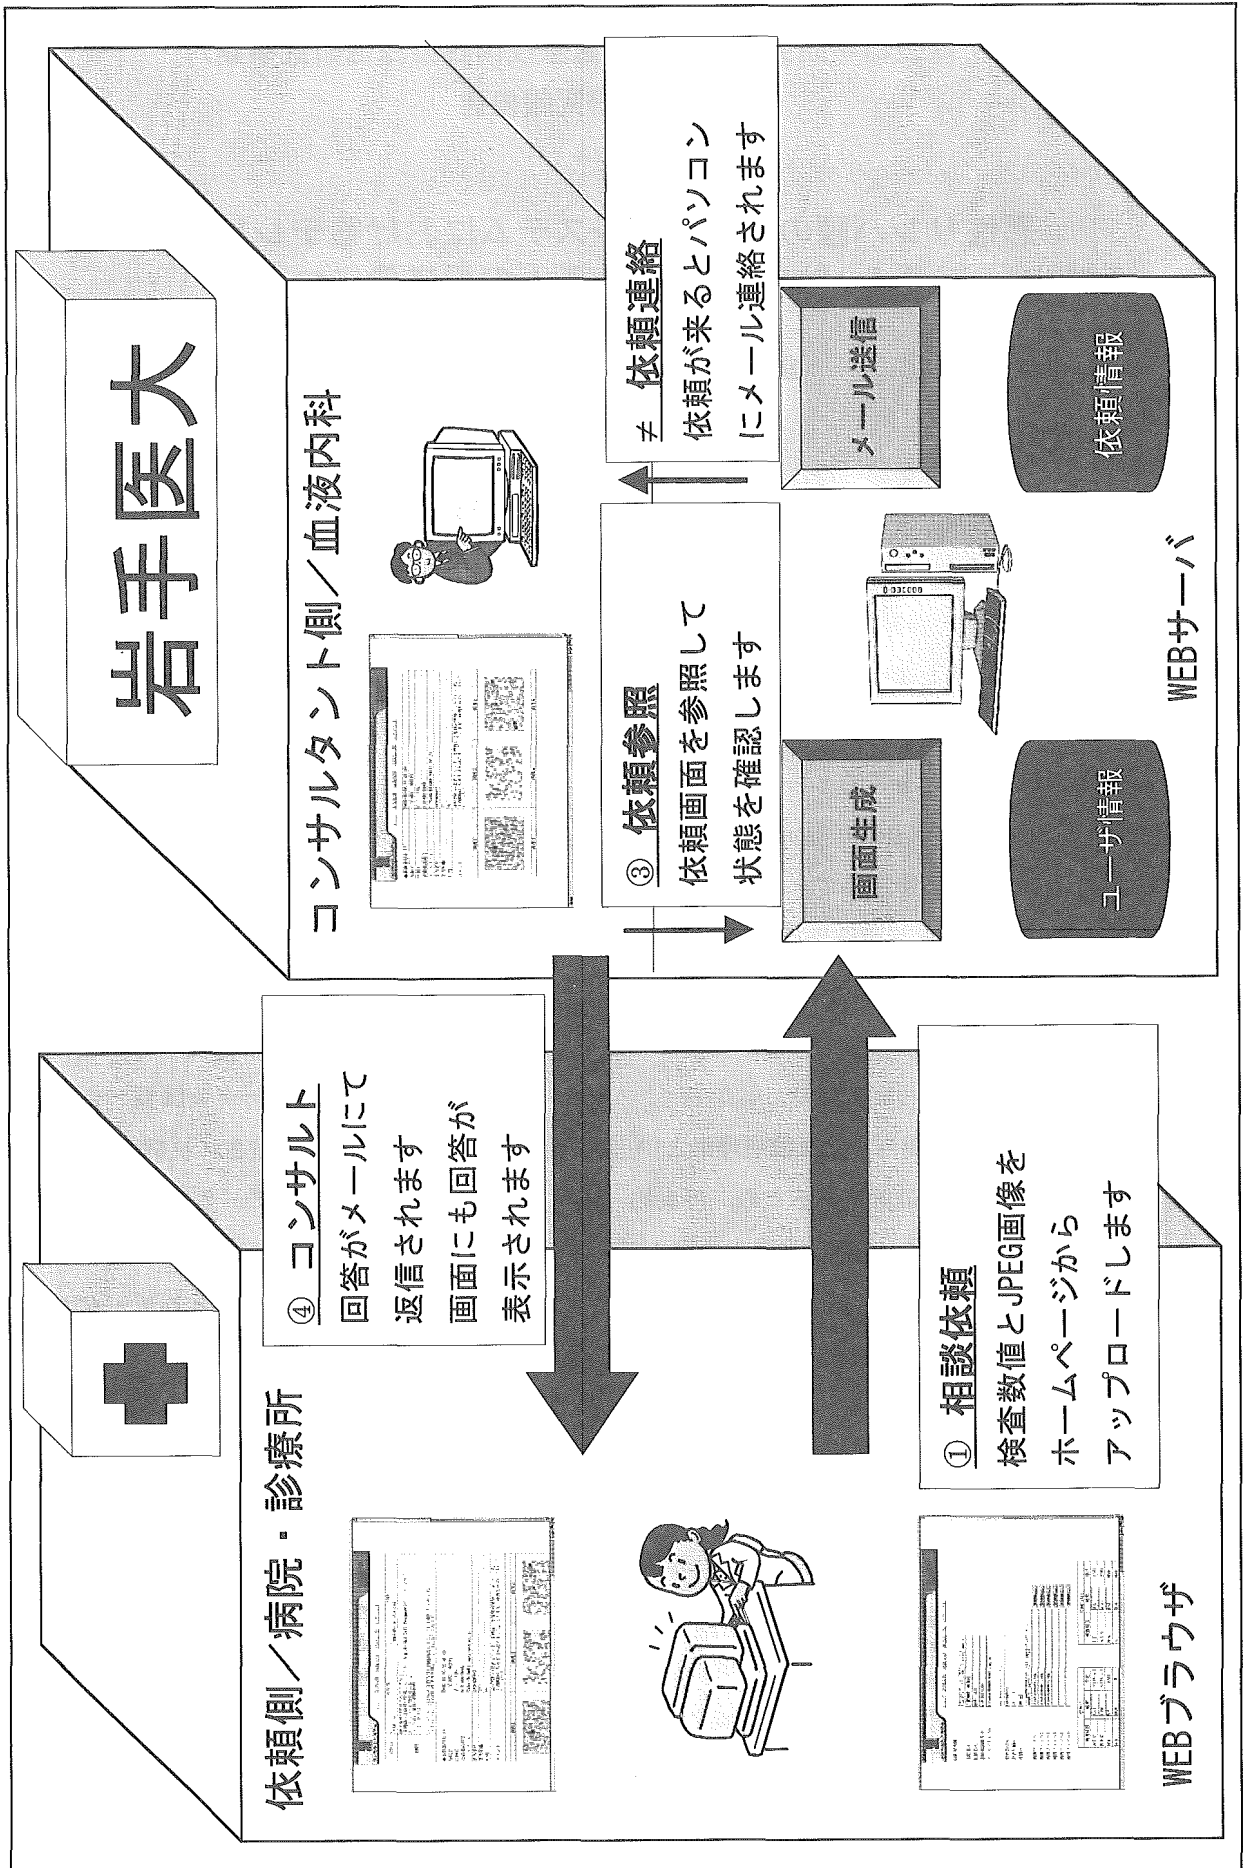 岩手医大
依頼側／病院・診療所
④ コンサルト
回答がメールにて
返信されます
画面にも回答が
表示されます
① 相談依頼
検査数値とJPEG画像を
ホームページから
アップロードします
WEBブラウザ
コンサルタント側／血液内科
③ 依頼参照
依頼画面を参照して
状態を確認します
≠ 依頼連絡
依頼が来るとパソコン
にメール連絡されます
画面生成
メール送信
ユーザ情報
依頼情報
WEBサーバ